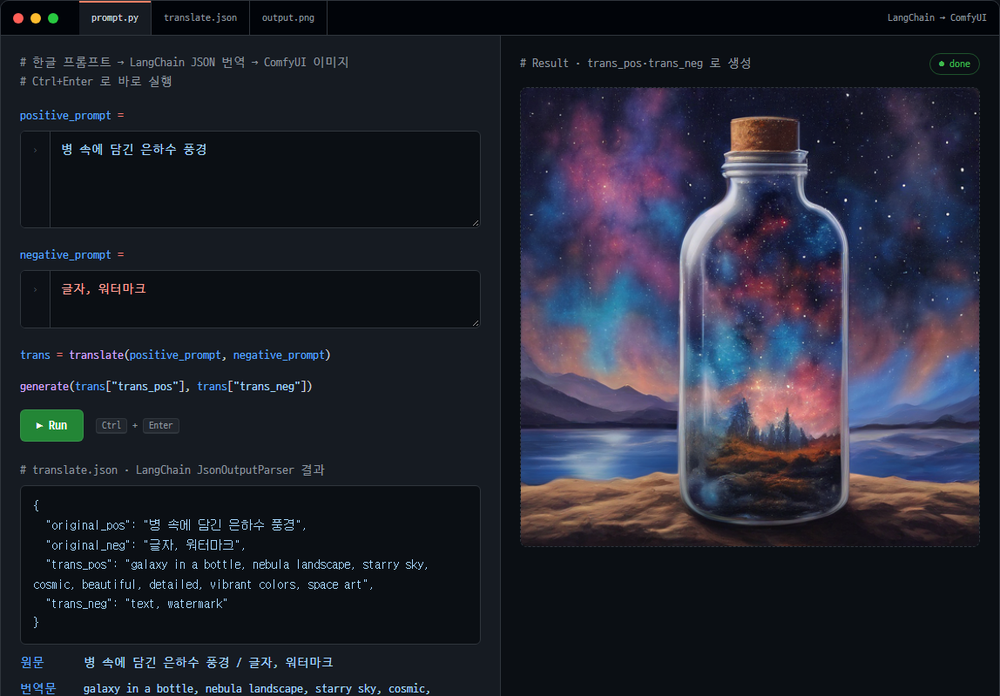 prompt.py
translate.json
output.png
LangChain → ComfyUI
# 한글 프롬프트 → LangChain JSON 번역 → ComfyUI 이미지
# Ctrl+Enter 로 바로 실행
positive_prompt =
병 속에 담긴 은하수 풍경
negative_prompt =
글자, 워터마크
trans = translate(positive_prompt, negative_prompt)
generate(trans["trans_pos"], trans["trans_neg"])
▶ Run
Ctrl + Enter
# translate.json · LangChain JsonOutputParser 결과
{
"original_pos": "병 속에 담긴 은하수 풍경",
"original_neg": "글자, 워터마크",
"trans_pos": "galaxy in a bottle, nebula landscape, starry sky,
cosmic, beautiful, detailed, vibrant colors, space art",
"trans_neg": "text, watermark"
}
원문 병 속에 담긴 은하수 풍경 / 글자, 워터마크
번역문 galaxy in a bottle, nebula landscape, starry sky, cosmic,
# Result · trans_pos·trans_neg 로 생성
● done